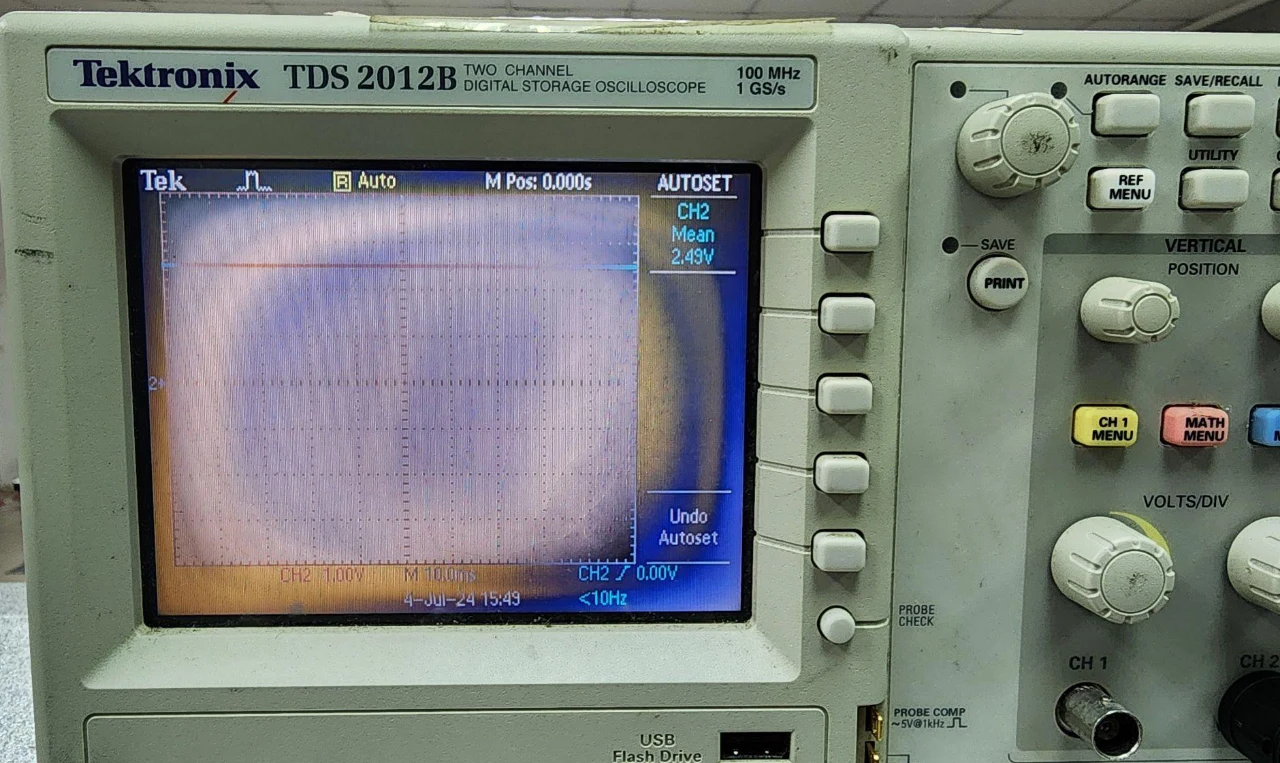 Tektronix TDS 2012B TWO CHANNEL DIGITAL STORAGE OSCILLOSCOPE 100 MHz 1 GS/s
Tek R Auto M Pos: 0.000s AUTOSET
CH2
Mean
2.49V
2
Undo
Autoset
CH2 1.00V M 10.0ms CH2 0.00V
4-Jul-24 15:49 <10Hz
AUTORANGE SAVE/RECALL
UTILITY
REF
MENU
SAVE
PRINT
VERTICAL
POSITION
CH 1
MENU
MATH
MENU
VOLTS/DIV
PROBE
CHECK
CH 1 CH 2
PROBE COMP
~5V@1kHz
USB
Flash Drive